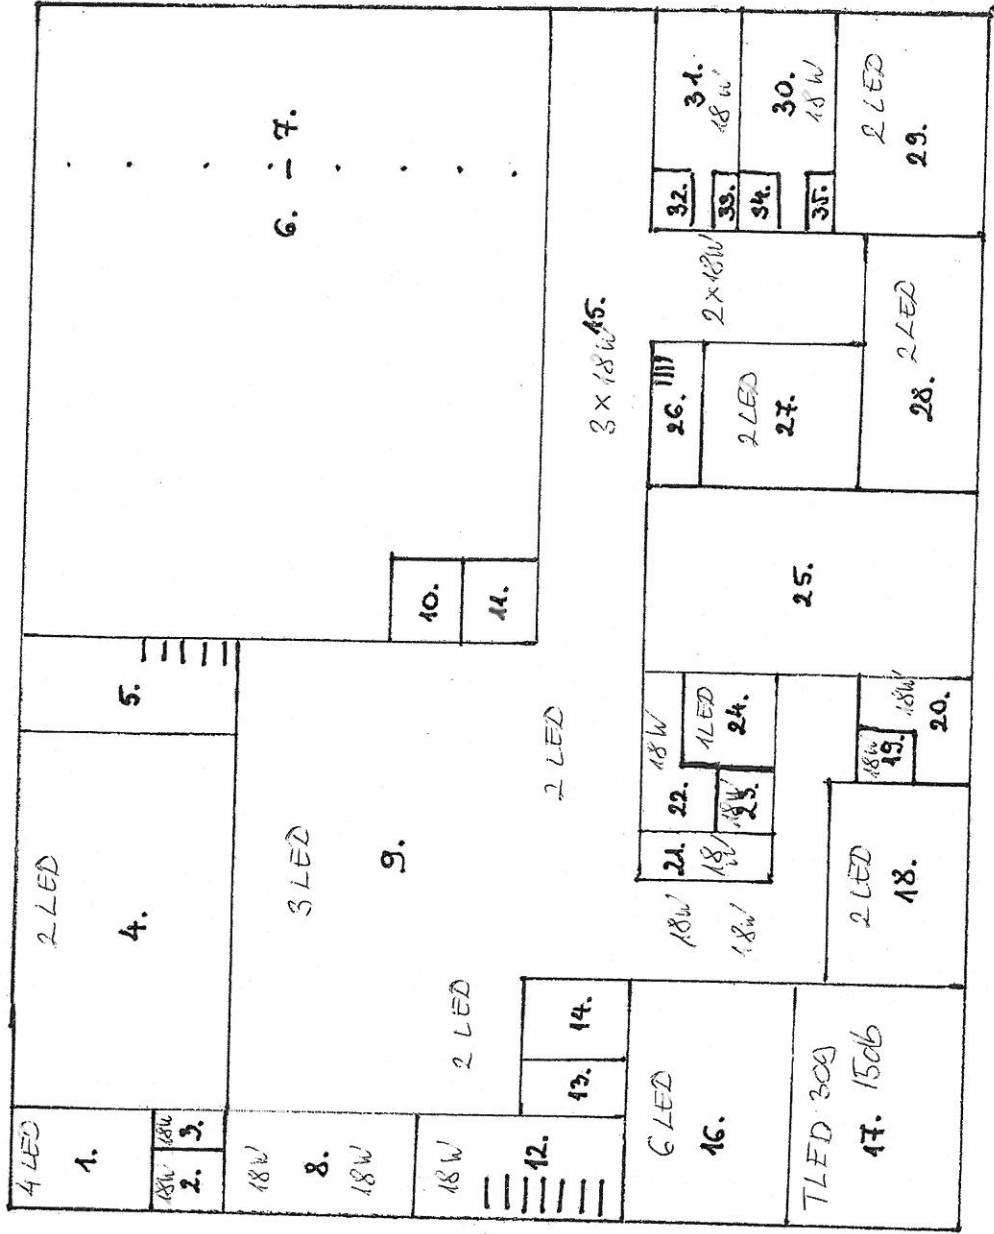 4 LED
1.
18W
2.
18W
3.
2 LED
4.
5.
6. – 7.
18W
8.
18W
3 LED
9.
10.
11.
18W
12.
2 LED
2 LED
13.
14.
3 x 18W
15.
6 LED
16.
TLED 309
17. 15db
18W
18W
21.
18W
22.
18W
18W
23.
1LED
24.
2 LED
18.
18W
19.
18W
20.
25.
26.
2 LED
27.
2 x 18W
2 LED
28.
32.
33.
34.
35.
31.
18W
30.
18W
2 LED
29.